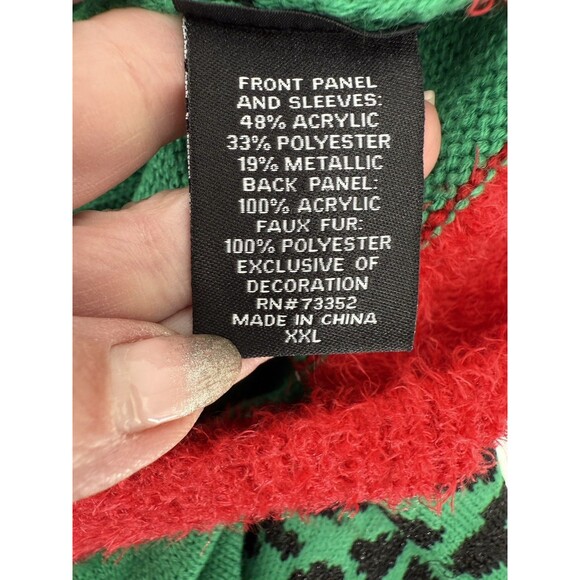 FRONT PANEL
AND SLEEVES:
48% ACRYLIC
33% POLYESTER
19% METALLIC
BACK PANEL:
100% ACRYLIC
FAUX FUR:
100% POLYESTER
EXCLUSIVE OF
DECORATION
RN#73352
MADE IN CHINA
XXL